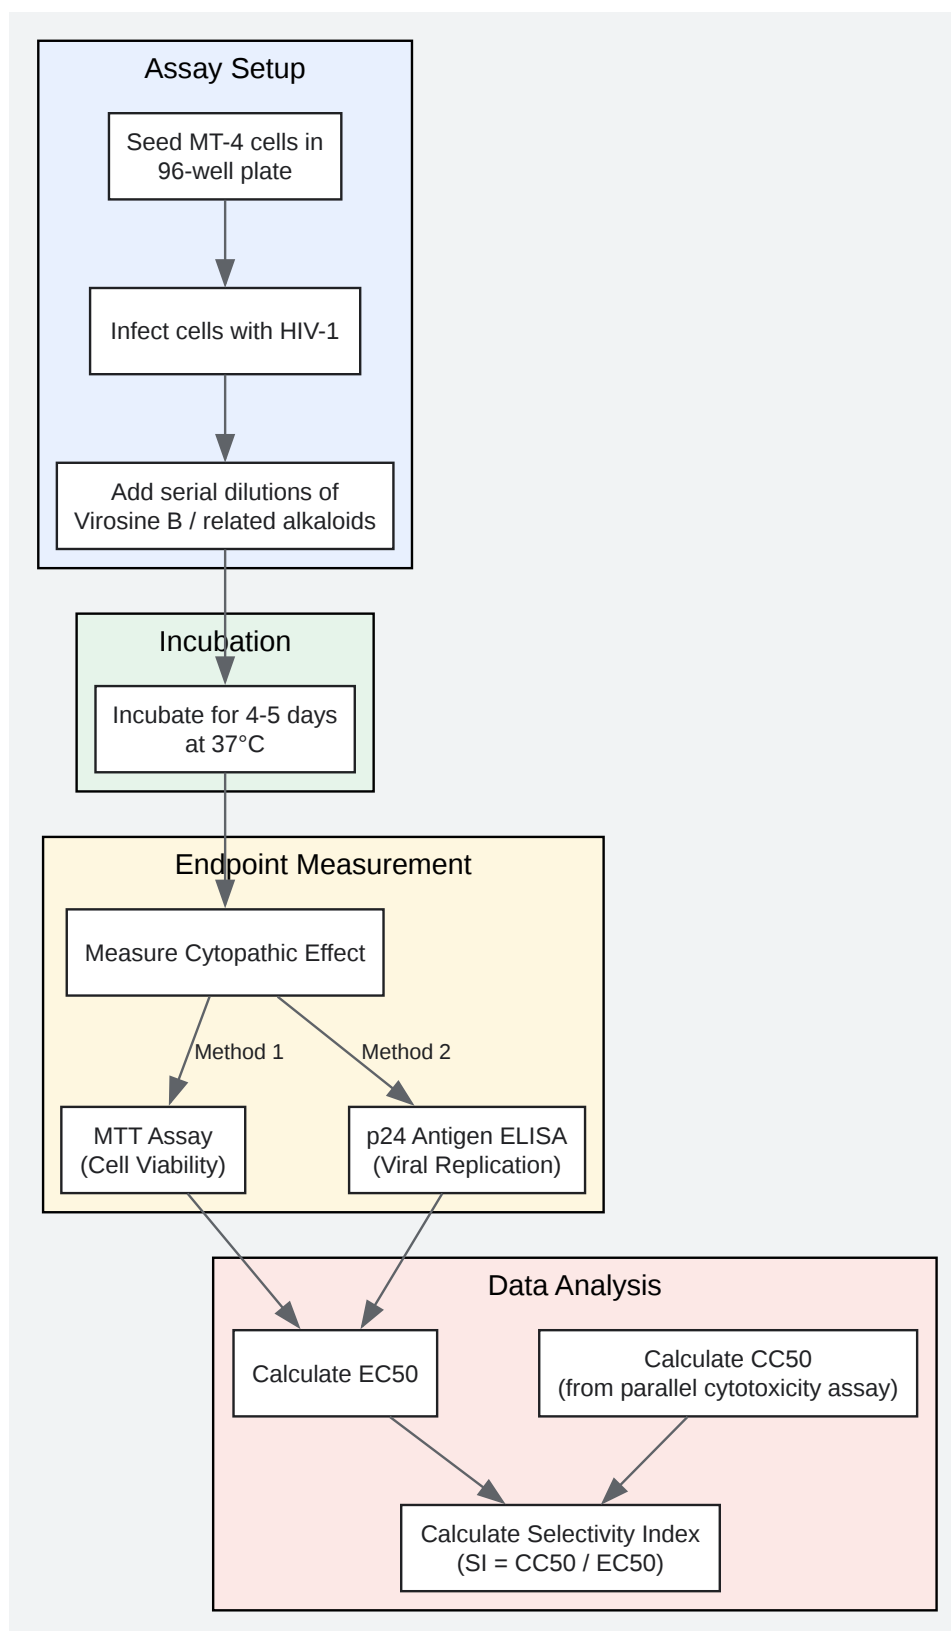 Assay Setup
Seed MT-4 cells in
96-well plate
Infect cells with HIV-1
Add serial dilutions of
Virosine B / related alkaloids
Incubation
Incubate for 4-5 days
at 37°C
Endpoint Measurement
Measure Cytopathic Effect
Method 1
Method 2
MTT Assay
(Cell Viability)
p24 Antigen ELISA
(Viral Replication)
Data Analysis
Calculate EC50
Calculate CC50
(from parallel cytotoxicity assay)
Calculate Selectivity Index
(SI = CC50 / EC50)